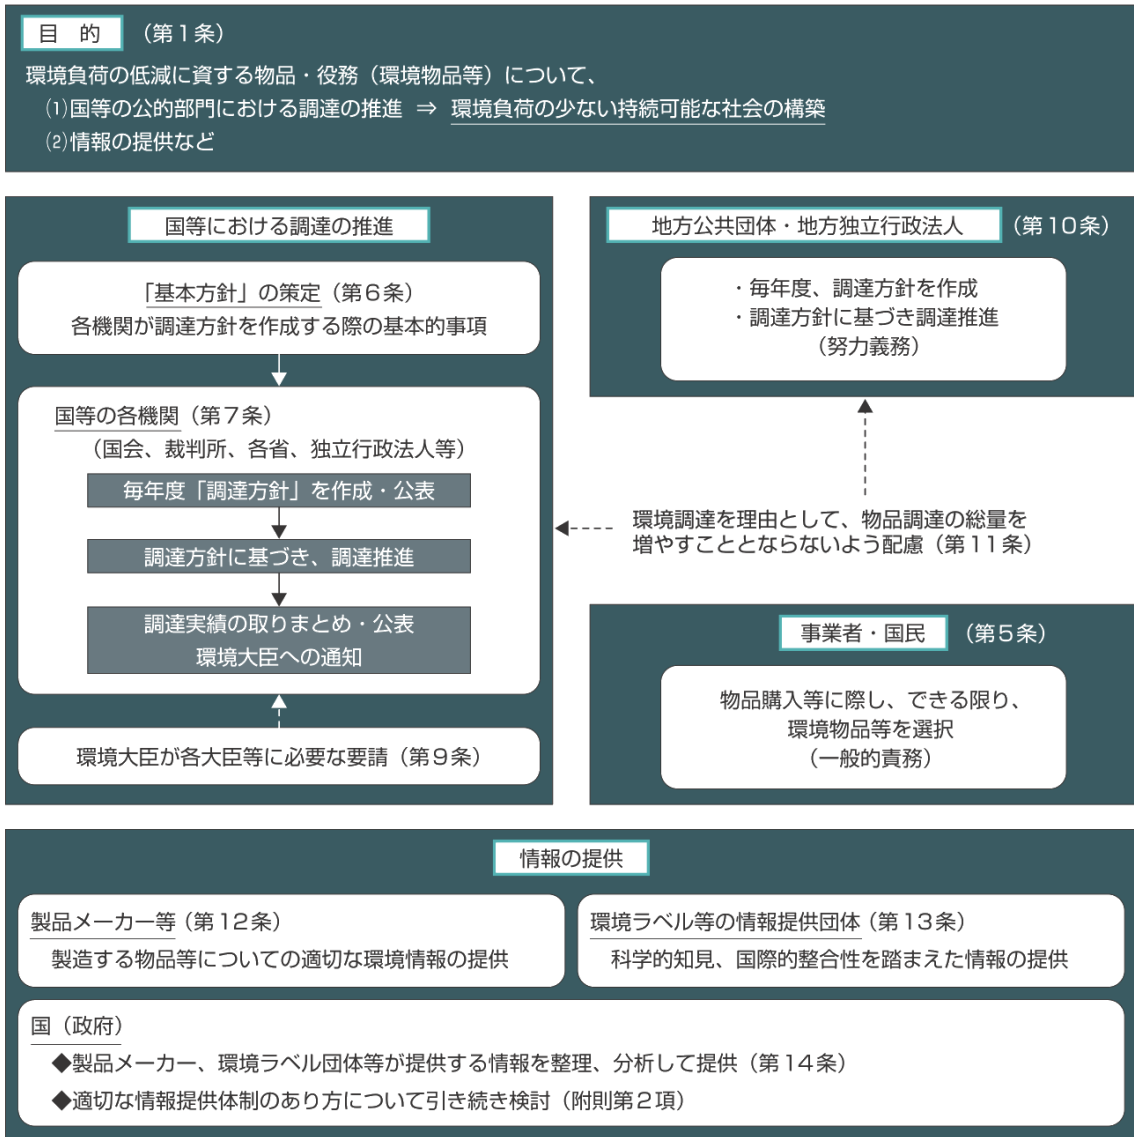 目　的（第１条）
環境負荷の低減に資する物品・役務（環境物品等）について、
⑴国等の公的部門における調達の推進 ⇒ 環境負荷の少ない持続可能な社会の構築
⑵情報の提供など
国等における調達の推進
「基本方針」の策定（第６条）
各機関が調達方針を作成する際の基本的事項
国等の各機関（第７条）
（国会、裁判所、各省、独立行政法人等）
毎年度「調達方針」を作成・公表
調達方針に基づき、調達推進
調達実績の取りまとめ・公表
環境大臣への通知
環境大臣が各大臣等に必要な要請（第９条）
地方公共団体・地方独立行政法人（第１０条）
・毎年度、調達方針を作成
・調達方針に基づき調達推進
（努力義務）
環境調達を理由として、物品調達の総量を
増やすこととならないよう配慮（第１１条）
事業者・国民（第５条）
物品購入等に際し、できる限り、
環境物品等を選択
（一般的責務）
情報の提供
製品メーカー等（第１２条）
製造する物品等についての適切な環境情報の提供
環境ラベル等の情報提供団体（第１３条）
科学的知見、国際的整合性を踏まえた情報の提供
国（政府）
◆製品メーカー、環境ラベル団体等が提供する情報を整理、分析して提供（第１４条）
◆適切な情報提供体制のあり方について引き続き検討（附則第２項）